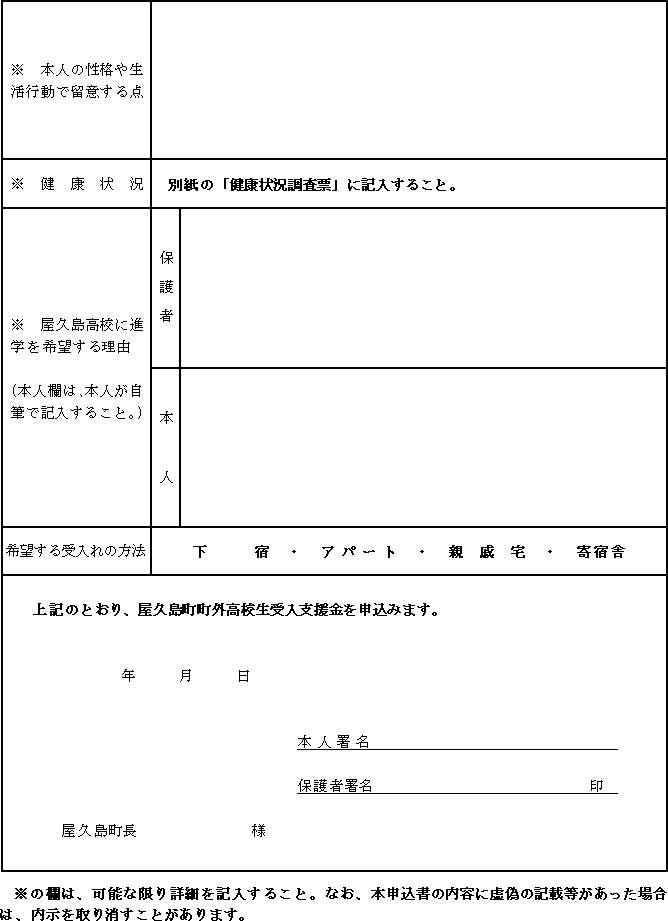 ※　本人の性格や生
活行動で留意する点
※　健　康　状　況
別紙の「健康状況調査票」に記入すること。
※　屋久島高校に進
学を希望する理由
（本人欄は、本人が自
筆で記入すること。）
保
護
者
本
人
希望する受入れの方法
下　　宿　・　アパート　・　親　戚　宅　・　寄宿舎
上記のとおり、屋久島町町外高校生受入支援金を申込みます。
年　　月　　日
本人署名
保護者署名　　　　　　　　印
屋久島町長　　　　　　様
※の欄は、可能な限り詳細を記入すること。なお、本申込書の内容に虚偽の記載等があった場合
は、内示を取り消すことがあります。